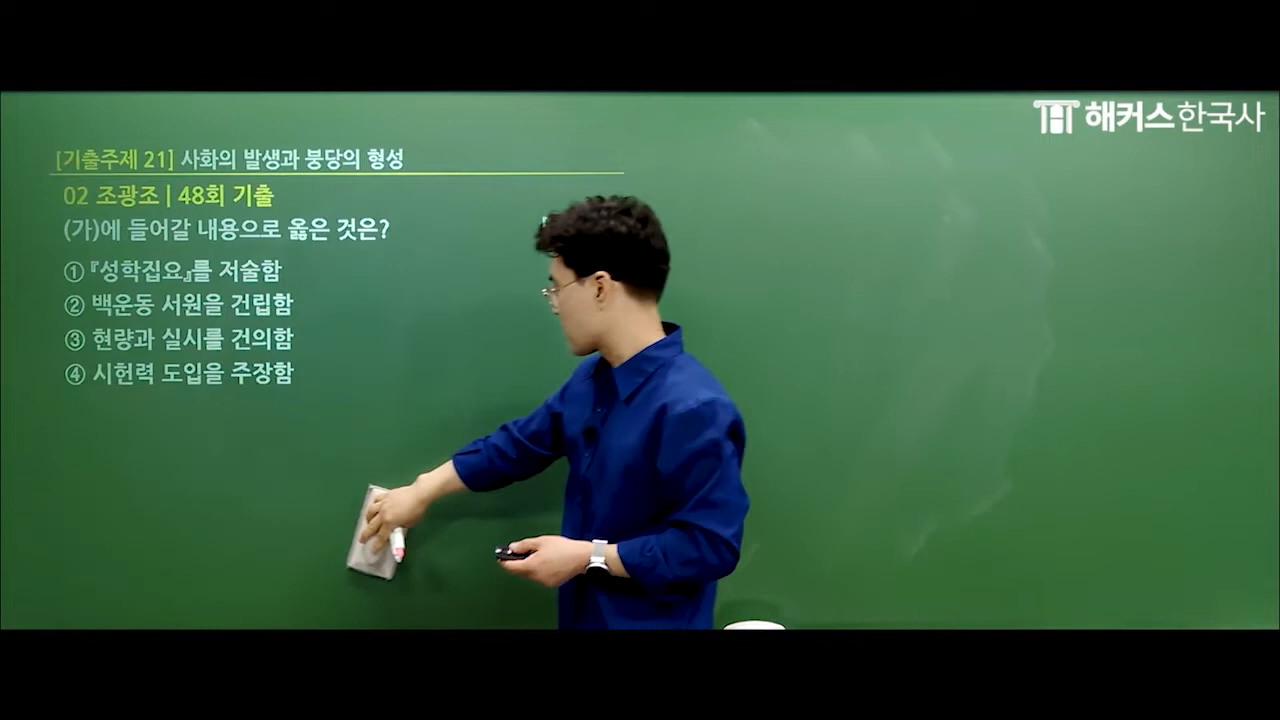 해커스한국사
[기출주제 21] 사화의 발생과 붕당의 형성
02 조광조 | 48회 기출
(가)에 들어갈 내용으로 옳은 것은?
① 『성학집요』를 저술함
② 백운동 서원을 건립함
③ 현량과 실시를 건의함
④ 시헌력 도입을 주장함